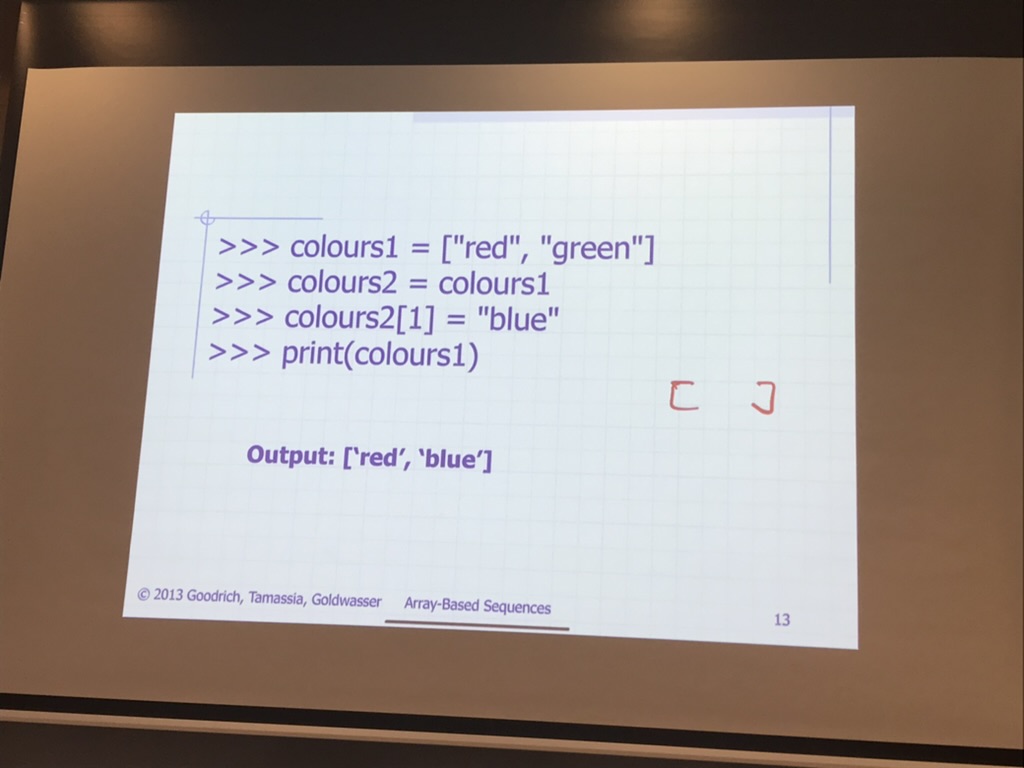 >>> colours1 = ["red", "green"]
>>> colours2 = colours1
>>> colours2[1] = "blue"
>>> print(colours1)
[ ]
Output: [‘red’, ‘blue’]
© 2013 Goodrich, Tamassia, Goldwasser Array-Based Sequences 13